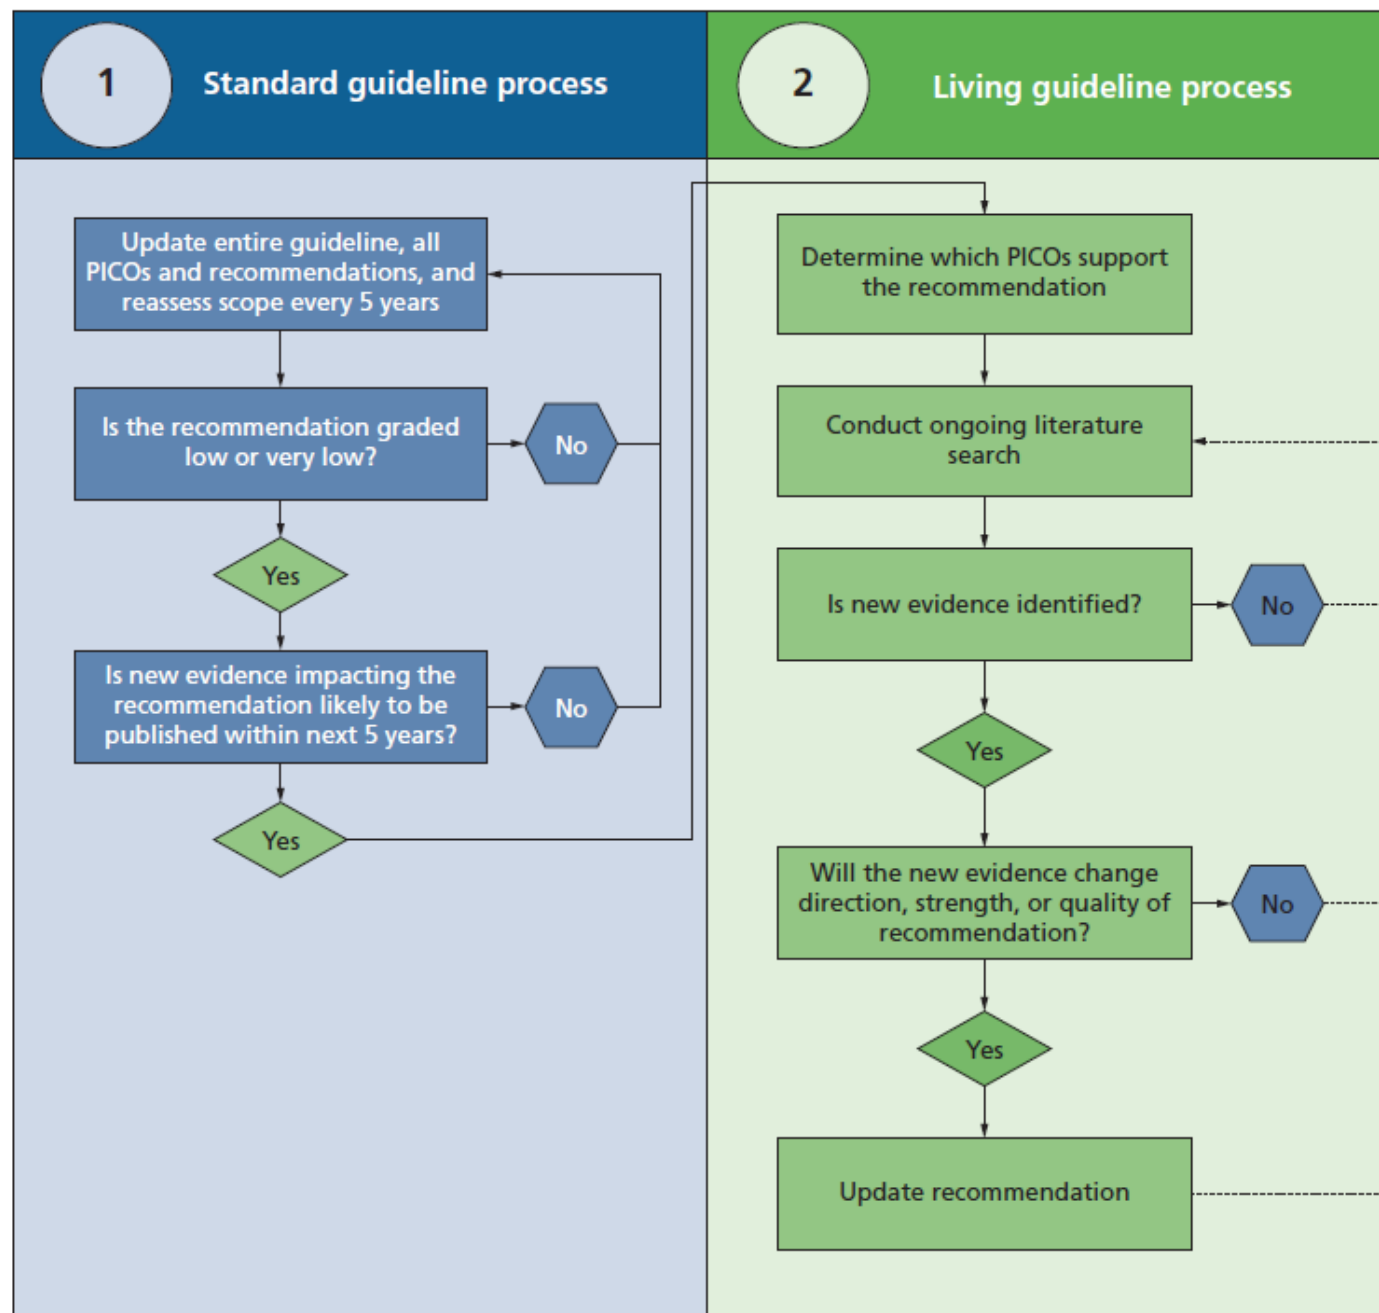 1
Standard guideline process
Update entire guideline, all
PICOs and recommendations, and
reassess scope every 5 years
Is the recommendation graded
low or very low?
No
Yes
Is new evidence impacting the
recommendation likely to be
published within next 5 years?
No
Yes
2
Living guideline process
Determine which PICOs support
the recommendation
Conduct ongoing literature
search
Is new evidence identified?
No
Yes
Will the new evidence change
direction, strength, or quality of
recommendation?
No
Yes
Update recommendation